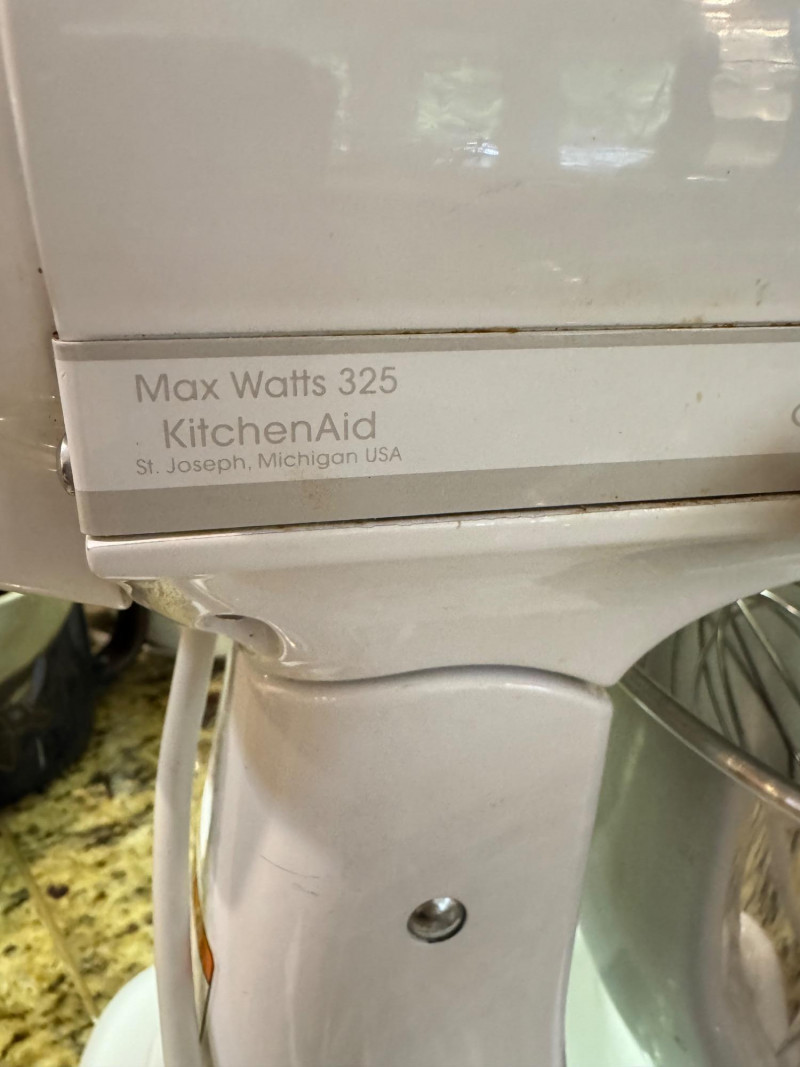 Max Watts 325
KitchenAid
St. Joseph, Michigan USA